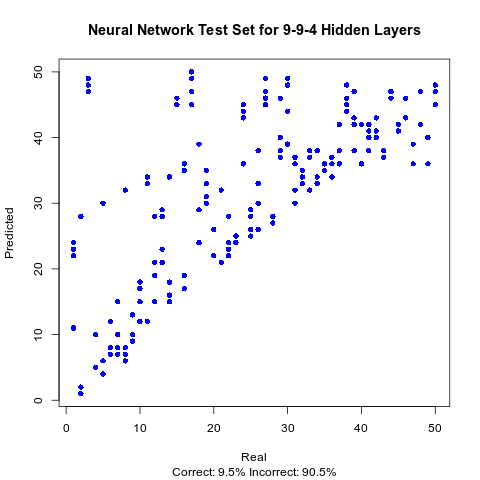 Neural Network Test Set for 9-9-4 Hidden Layers
Predicted
50
40
30
20
10
0
0 10 20 30 40 50
Real
Correct: 9.5% Incorrect: 90.5%